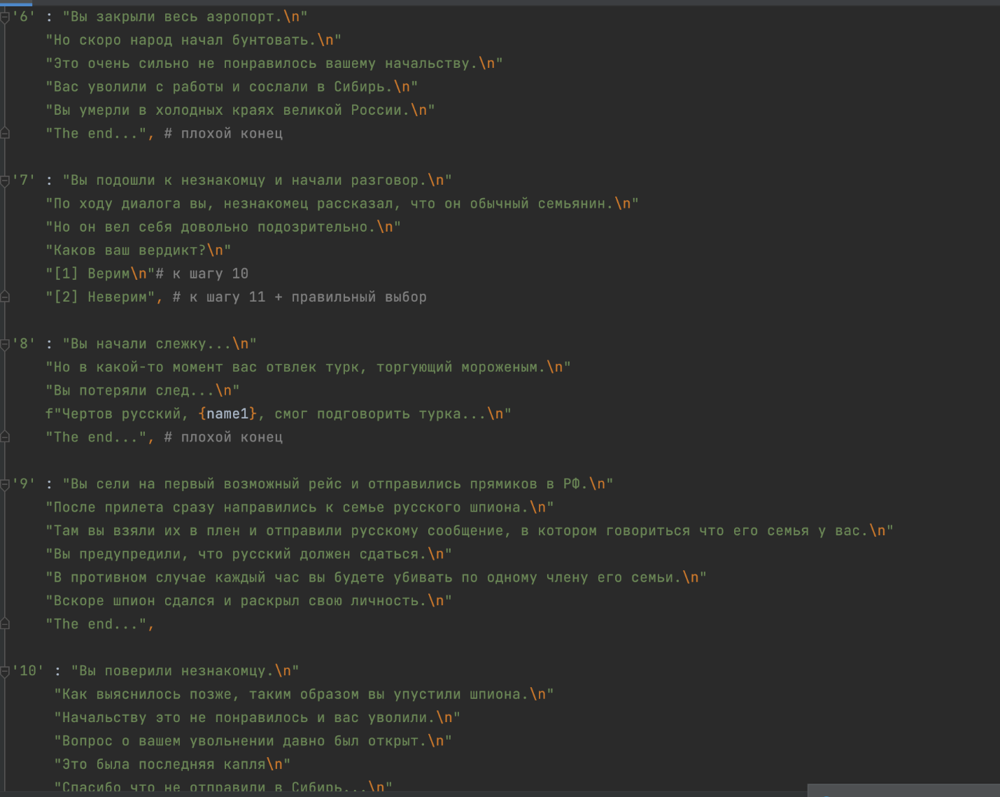 '6' : "Вы закрыли весь аэропорт.\n"
"Но скоро народ начал бунтовать.\n"
"Это очень сильно не понравилось вашему начальству.\n"
"Вас уволили с работы и сослали в Сибирь.\n"
"Вы умерли в холодных краях великой России.\n"
"The end...", # плохой конец
'7' : "Вы подошли к незнакомцу и начали разговор.\n"
"По ходу диалога вы, незнакомец рассказал, что он обычный семьянин.\n"
"Но он вел себя довольно подозрительно.\n"
"Каков ваш вердикт?\n"
"[1] Верим\n"# к шагу 10
"[2] Неверим", # к шагу 11 + правильный выбор
'8' : "Вы начали слежку...\n"
"Но в какой-то момент вас отвлек турк, торгующий мороженым.\n"
"Вы потеряли след...\n"
f"Чертов русский, {name1}, смог подговорить турка...\n"
"The end...", # плохой конец
'9' : "Вы сели на первый возможный рейс и отправились прямиков в РФ.\n"
"После прилета сразу направились к семье русского шпиона.\n"
"Там вы взяли их в плен и отправили русскому сообщение, в котором говориться что его семья у вас.\n"
"Вы предупредили, что русский должен сдаться.\n"
"В противном случае каждый час вы будете убивать по одному члену его семьи.\n"
"Вскоре шпион сдался и раскрыл свою личность.\n"
"The end...",
'10' : "Вы поверили незнакомцу.\n"
"Как выяснилось позже, таким образом вы упустили шпиона.\n"
"Начальству это не понравилось и вас уволили.\n"
"Вопрос о вашем увольнении давно был открыт.\n"
"Это была последняя капля\n"
"Спасибо что не отправили в Сибирь...\n"